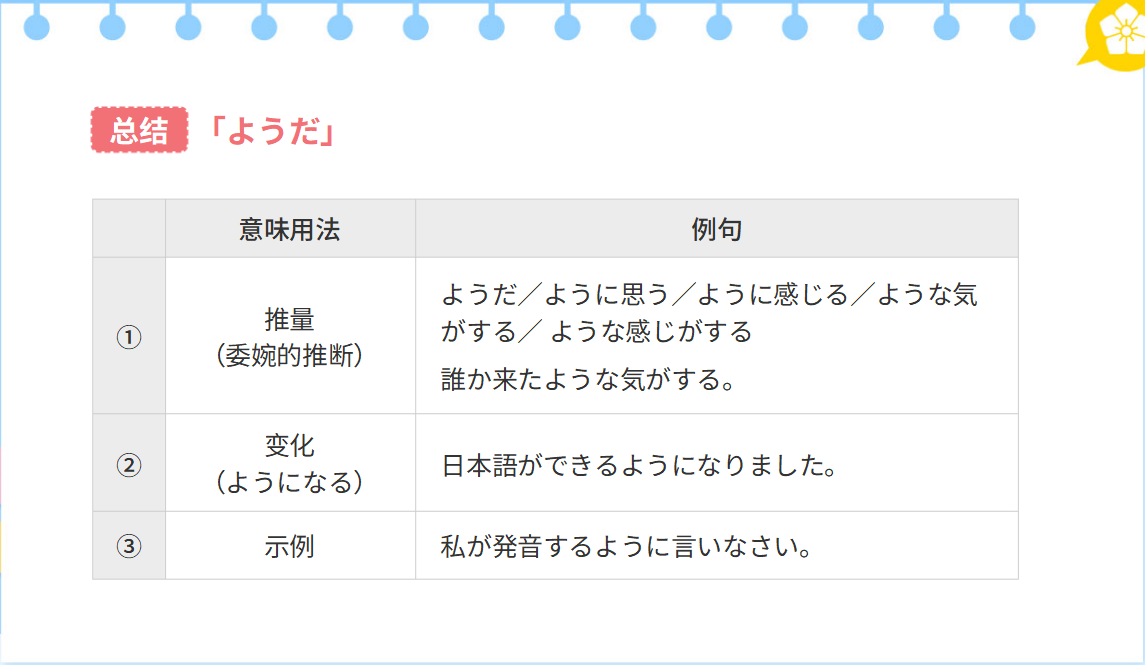 总结 「ようだ」
意味用法 例句
① 推量
（委婉的推断）
ようだ／ように思う／ように感じる／ような気
がする／ ような感じがする
誰か来たような気がする。
② 变化
（ようになる）
日本語ができるようになりました。
③ 示例 私が発音するように言いなさい。